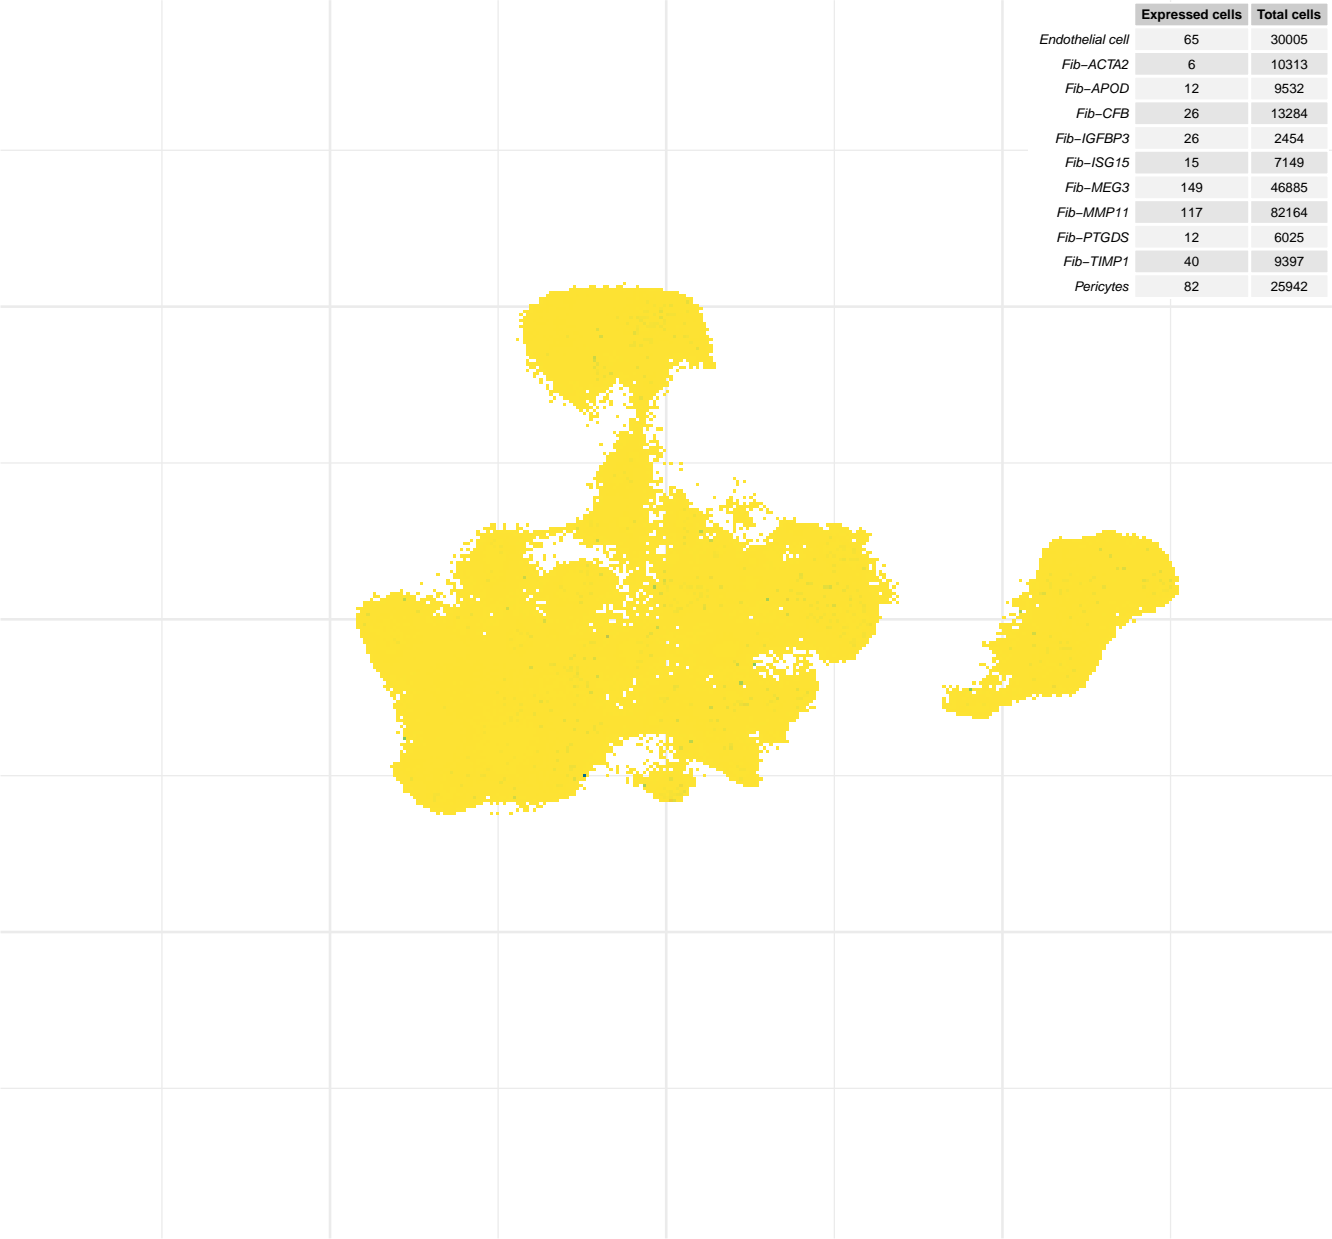 Expressed cells Total cells
Endothelial cell 65 30005
Fib−ACTA2 6 10313
Fib−APOD 12 9532
Fib−CFB 26 13284
Fib−IGFBP3 26 2454
Fib−ISG15 15 7149
Fib−MEG3 149 46885
Fib−MMP11 117 82164
Fib−PTGDS 12 6025
Fib−TIMP1 40 9397
Pericytes 82 25942